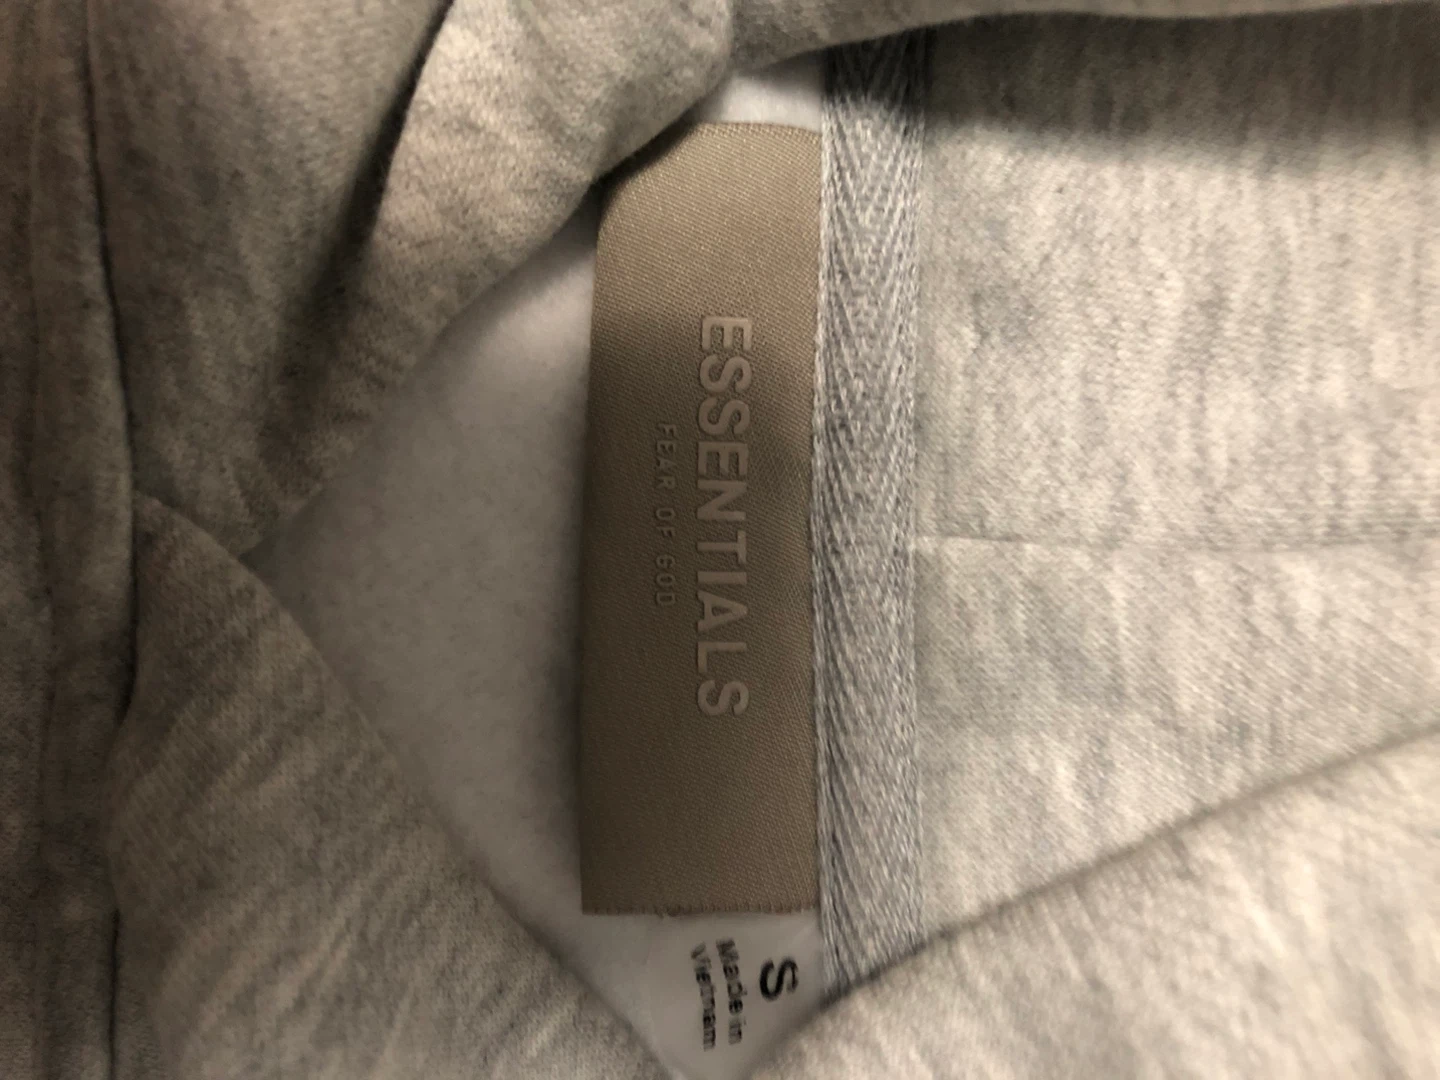 ESSENTIALS
FEAR OF GOD
S
Made in
Vietnam